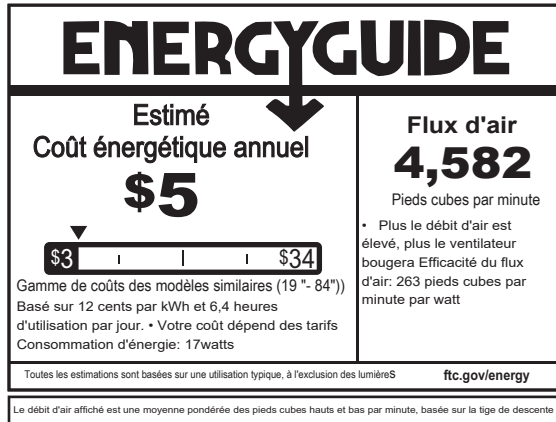 ENERGYGUIDE
Estimé
Coût énergétique annuel
$5
$3
$34
Gamme de coûts des modèles similaires (19 "- 84"))
Basé sur 12 cents par kWh et 6,4 heures
d'utilisation par jour. • Votre coût dépend des tarifs
Consommation d'énergie: 17watts
Flux d'air
4,582
Pieds cubes par minute
• Plus le débit d'air est
élevé, plus le ventilateur
bougera Efficacité du flux
d'air: 263 pieds cubes par
minute par watt
Toutes les estimations sont basées sur une utilisation typique, à l'exclusion des lumièreS
ftc.gov/energy
Le débit d'air affiché est une moyenne pondérée des pieds cubes hauts et bas par minute, basée sur la tige de descente